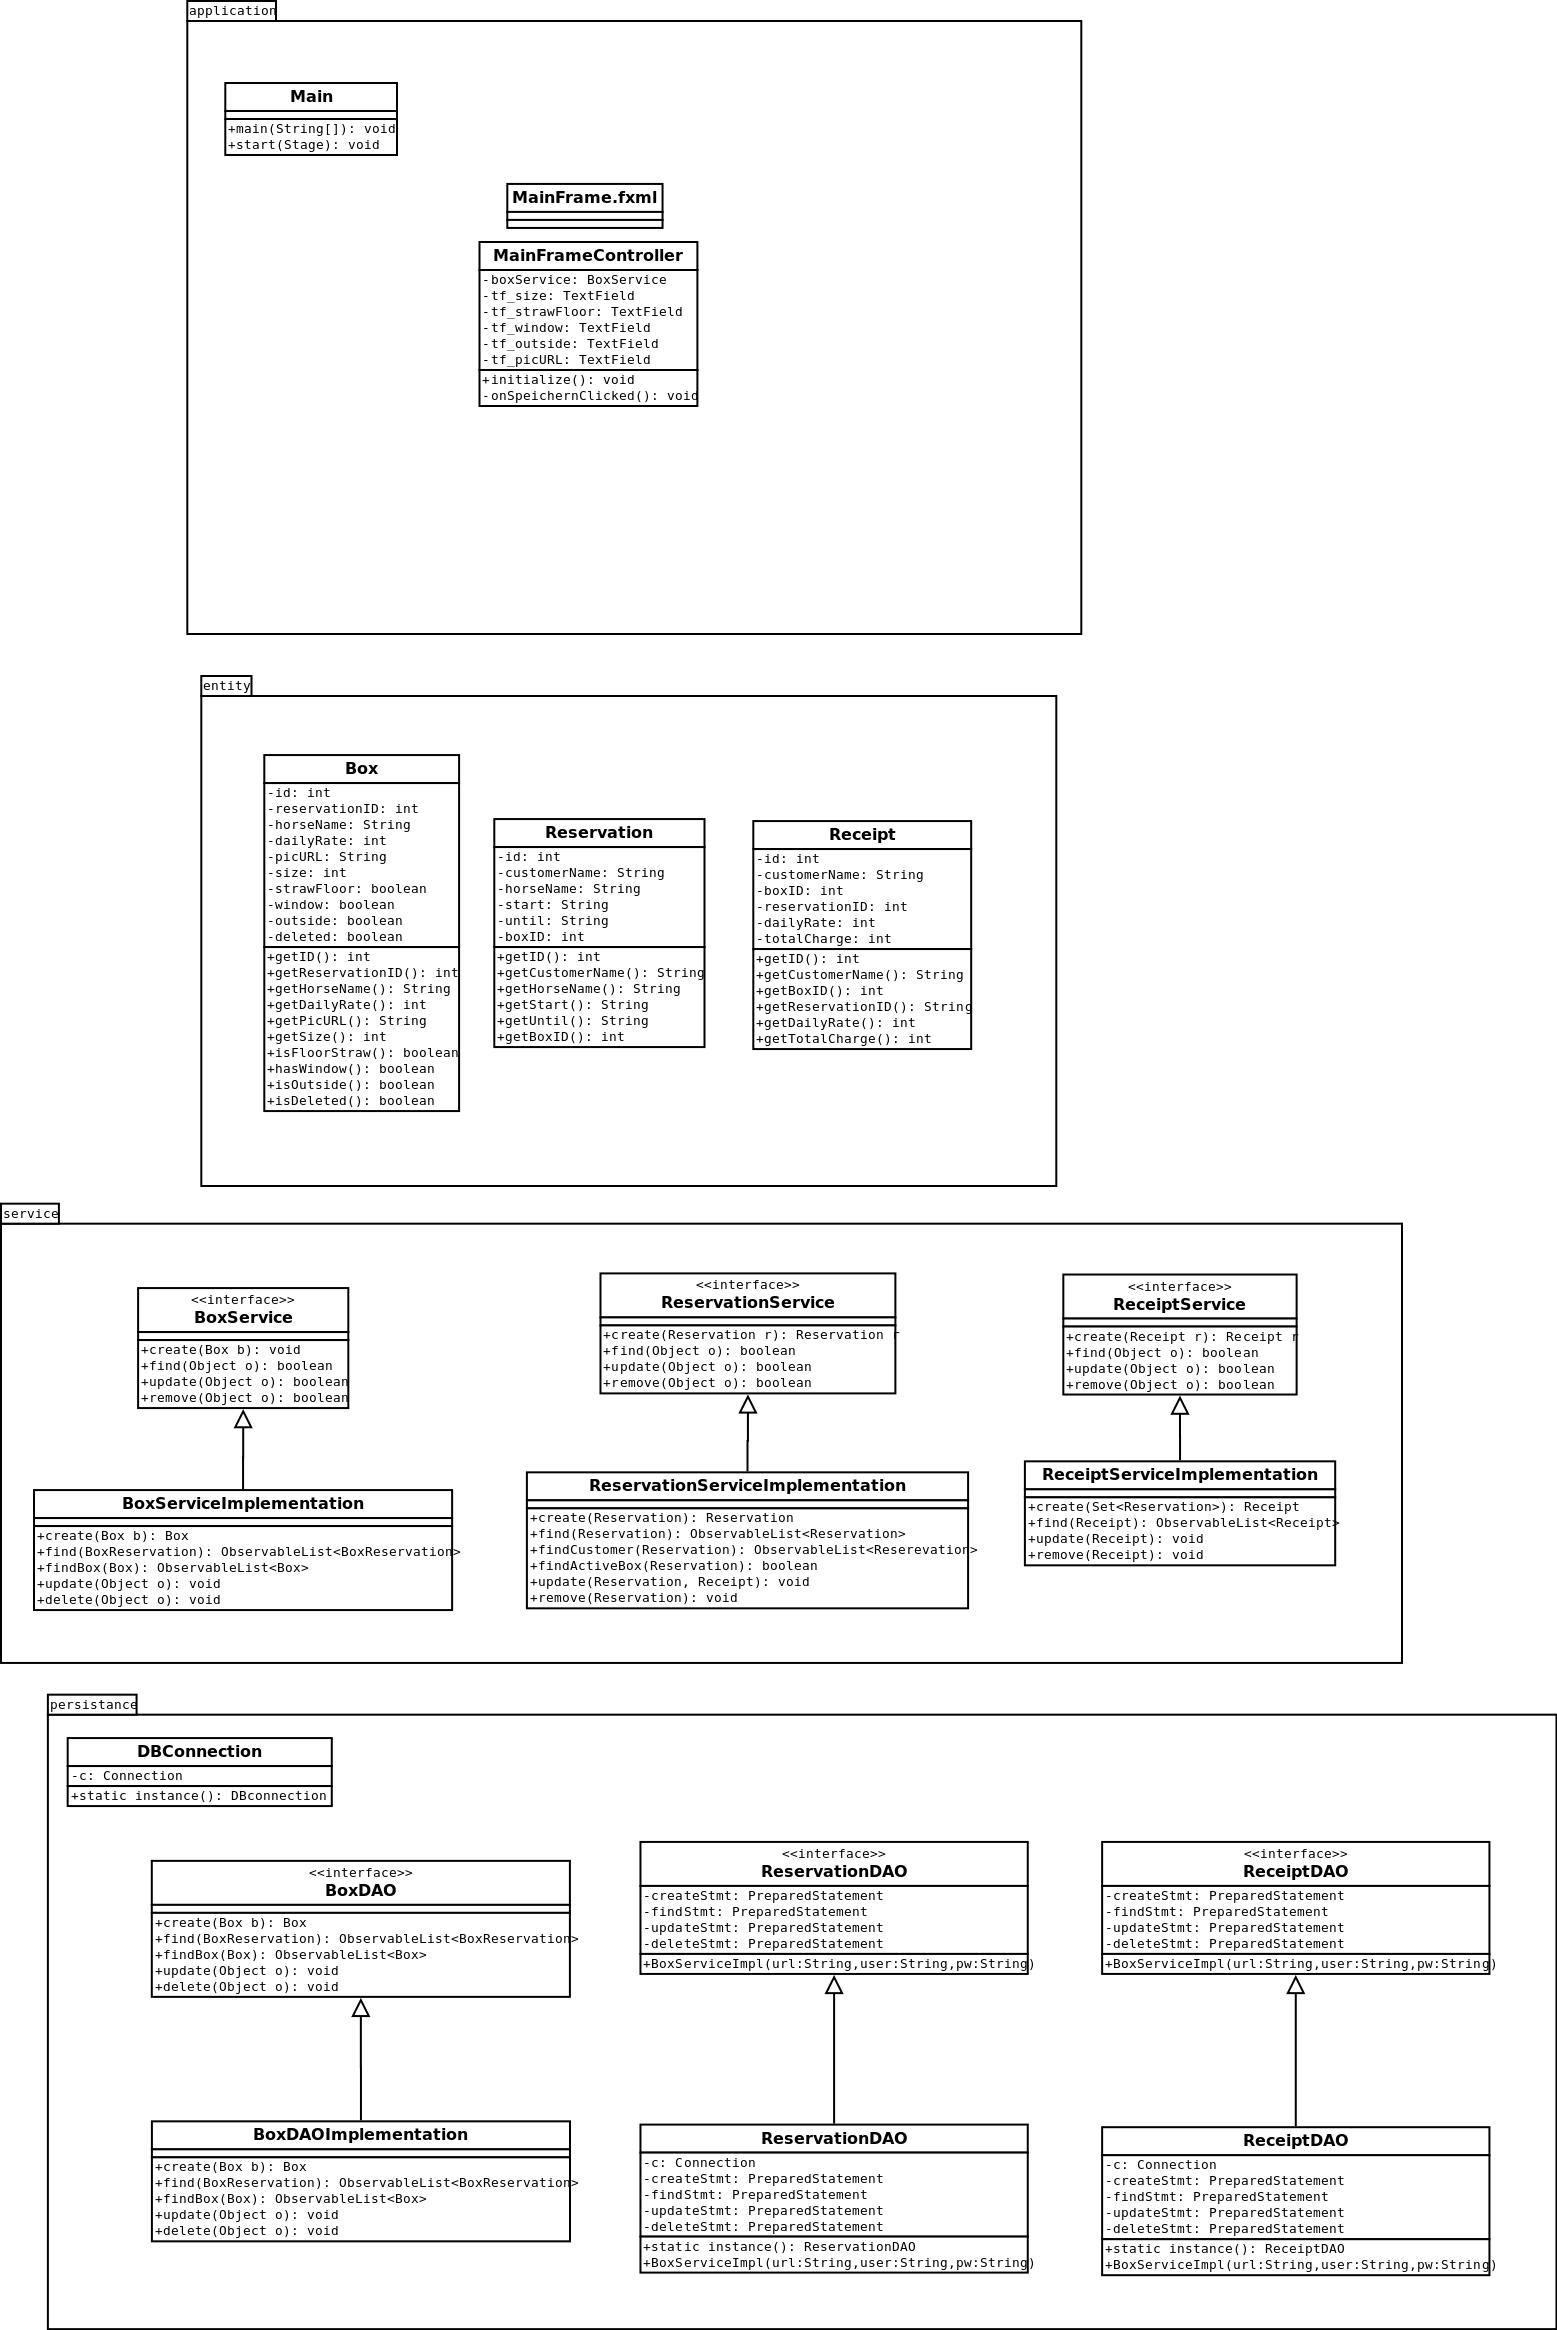 application
Main
+main(String[]): void
+start(Stage): void
MainFrame.fxml
MainFrameController
-boxService: BoxService
-tf_size: TextField
-tf_strawFloor: TextField
-tf_window: TextField
-tf_outside: TextField
-tf_picURL: TextField
+initialize(): void
-onSpeichernClicked(): void
entity
Box
-id: int
-reservationID: int
-horseName: String
-dailyRate: int
-picURL: String
-size: int
-strawFloor: boolean
-window: boolean
-outside: boolean
-deleted: boolean
+getID(): int
+getReservationID(): int
+getHorseName(): String
+getDailyRate(): int
+getPicURL(): String
+getSize(): int
+isFloorStraw(): boolean
+hasWindow(): boolean
+isOutside(): boolean
+isDeleted(): boolean
Reservation
-id: int
-customerName: String
-horseName: String
-start: String
-until: String
-boxID: int
+getID(): int
+getCustomerName(): String
+getHorseName(): String
+getStart(): String
+getUntil(): String
+getBoxID(): int
Receipt
-id: int
-customerName: String
-boxID: int
-reservationID: int
-dailyRate: int
-totalCharge: int
+getID(): int
+getCustomerName(): String
+getBoxID(): int
+getReservationID(): String
+getDailyRate(): int
+getTotalCharge(): int
service
<<interface>>
BoxService
+create(Box b): void
+find(Object o): boolean
+update(Object o): boolean
+remove(Object o): boolean
<<interface>>
ReservationService
+create(Reservation r): Reservation r
+find(Object o): boolean
+update(Object o): boolean
+remove(Object o): boolean
<<interface>>
ReceiptService
+create(Receipt r): Receipt r
+find(Object o): boolean
+update(Object o): boolean
+remove(Object o): boolean
BoxServiceImplementation
+create(Box b): Box
+find(BoxReservation): ObservableList<BoxReservation>
+findBox(Box): ObservableList<Box>
+update(Object o): void
+delete(Object o): void
ReservationServiceImplementation
+create(Reservation): Reservation
+find(Reservation): ObservableList<Reservation>
+findCustomer(Reservation): ObservableList<Reserevation>
+findActiveBox(Reservation): boolean
+update(Reservation, Receipt): void
+remove(Reservation): void
ReceiptServiceImplementation
+create(Set<Reservation>): Receipt
+find(Receipt): ObservableList<Receipt>
+update(Receipt): void
+remove(Receipt): void
persistance
DBConnection
-c: Connection
+static instance(): DBconnection
<<interface>>
BoxDAO
+create(Box b): Box
+find(BoxReservation): ObservableList<BoxReservation>
+findBox(Box): ObservableList<Box>
+update(Object o): void
+delete(Object o): void
<<interface>>
ReservationDAO
-createStmt: PreparedStatement
-findStmt: PreparedStatement
-updateStmt: PreparedStatement
-deleteStmt: PreparedStatement
+BoxServiceImpl(url:String,user:String,pw:String)
<<interface>>
ReceiptDAO
-createStmt: PreparedStatement
-findStmt: PreparedStatement
-updateStmt: PreparedStatement
-deleteStmt: PreparedStatement
+BoxServiceImpl(url:String,user:String,pw:String)
BoxDAOImplementation
+create(Box b): Box
+find(BoxReservation): ObservableList<BoxReservation>
+findBox(Box): ObservableList<Box>
+update(Object o): void
+delete(Object o): void
ReservationDAO
-c: Connection
-createStmt: PreparedStatement
-findStmt: PreparedStatement
-updateStmt: PreparedStatement
-deleteStmt: PreparedStatement
+static instance(): ReservationDAO
+BoxServiceImpl(url:String,user:String,pw:String)
ReceiptDAO
-c: Connection
-createStmt: PreparedStatement
-findStmt: PreparedStatement
-updateStmt: PreparedStatement
-deleteStmt: PreparedStatement
+static instance(): ReceiptDAO
+BoxServiceImpl(url:String,user:String,pw:String)